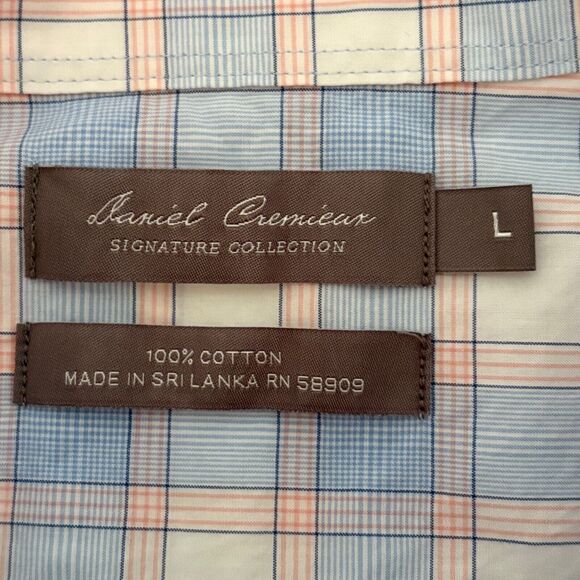 Daniel Cremieux
SIGNATURE COLLECTION
L
100% COTTON
MADE IN SRI LANKA RN 58909